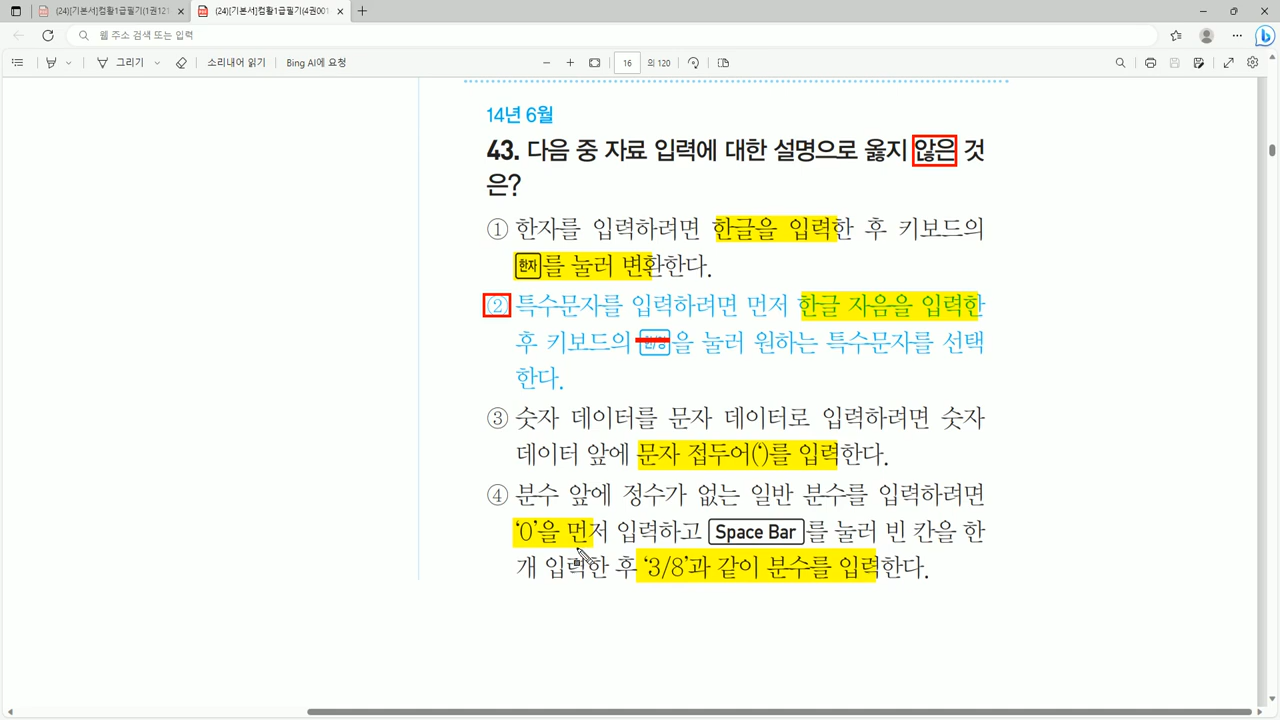 (24)[기본서]컴활1급필기(1권121
(24)[기본서]컴활1급필기(4권001
웹 주소 검색 또는 입력
그리기
소리내어 읽기
Bing AI에 요청
16 의 120
14년 6월
43. 다음 중 자료 입력에 대한 설명으로 옳지 않은 것
은?
① 한자를 입력하려면 한글을 입력한 후 키보드의
한자를 눌러 변환한다.
② 특수문자를 입력하려면 먼저 한글 자음을 입력한
후 키보드의 한/영을 눌러 원하는 특수문자를 선택
한다.
③ 숫자 데이터를 문자 데이터로 입력하려면 숫자
데이터 앞에 문자 접두어(‘)를 입력한다.
④ 분수 앞에 정수가 없는 일반 분수를 입력하려면
‘0’을 먼저 입력하고 Space Bar를 눌러 빈 칸을 한
개 입력한 후 ‘3/8’과 같이 분수를 입력한다.